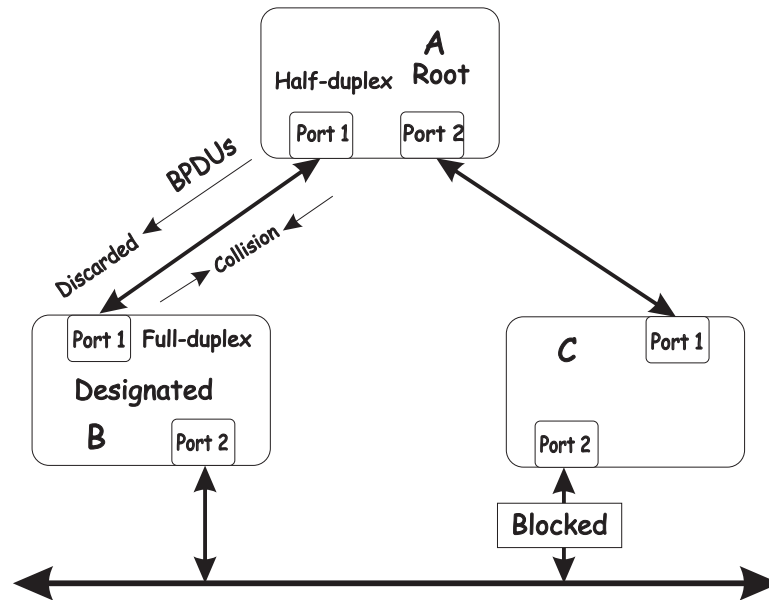 A
Root
Half-duplex
Port 1
Port 2
BPDUs
Discarded
Collision
Port 1
Full-duplex
Designated
B
Port 2
C
Port 1
Port 2
Blocked